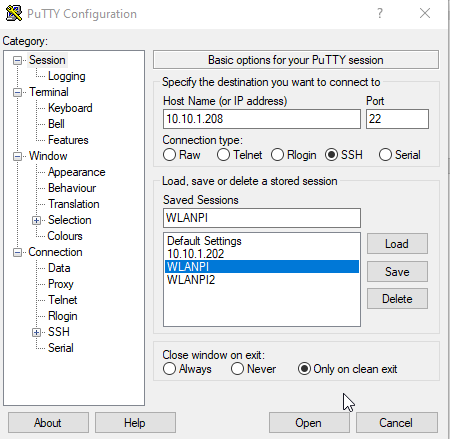 PuTTY Configuration
?
Category:
Session
Logging
Terminal
Keyboard
Bell
Features
Window
Appearance
Behaviour
Translation
Selection
Colours
Connection
Data
Proxy
Telnet
Rlogin
SSH
Serial
Basic options for your PuTTY session
Specify the destination you want to connect to
Host Name (or IP address) Port
10.10.1.208 22
Connection type:
Raw Telnet Rlogin SSH Serial
Load, save or delete a stored session
Saved Sessions
WLANPI
Default Settings
10.10.1.202
WLANPI
WLANPI2
Load
Save
Delete
Close window on exit:
Always Never Only on clean exit
About Help Open Cancel